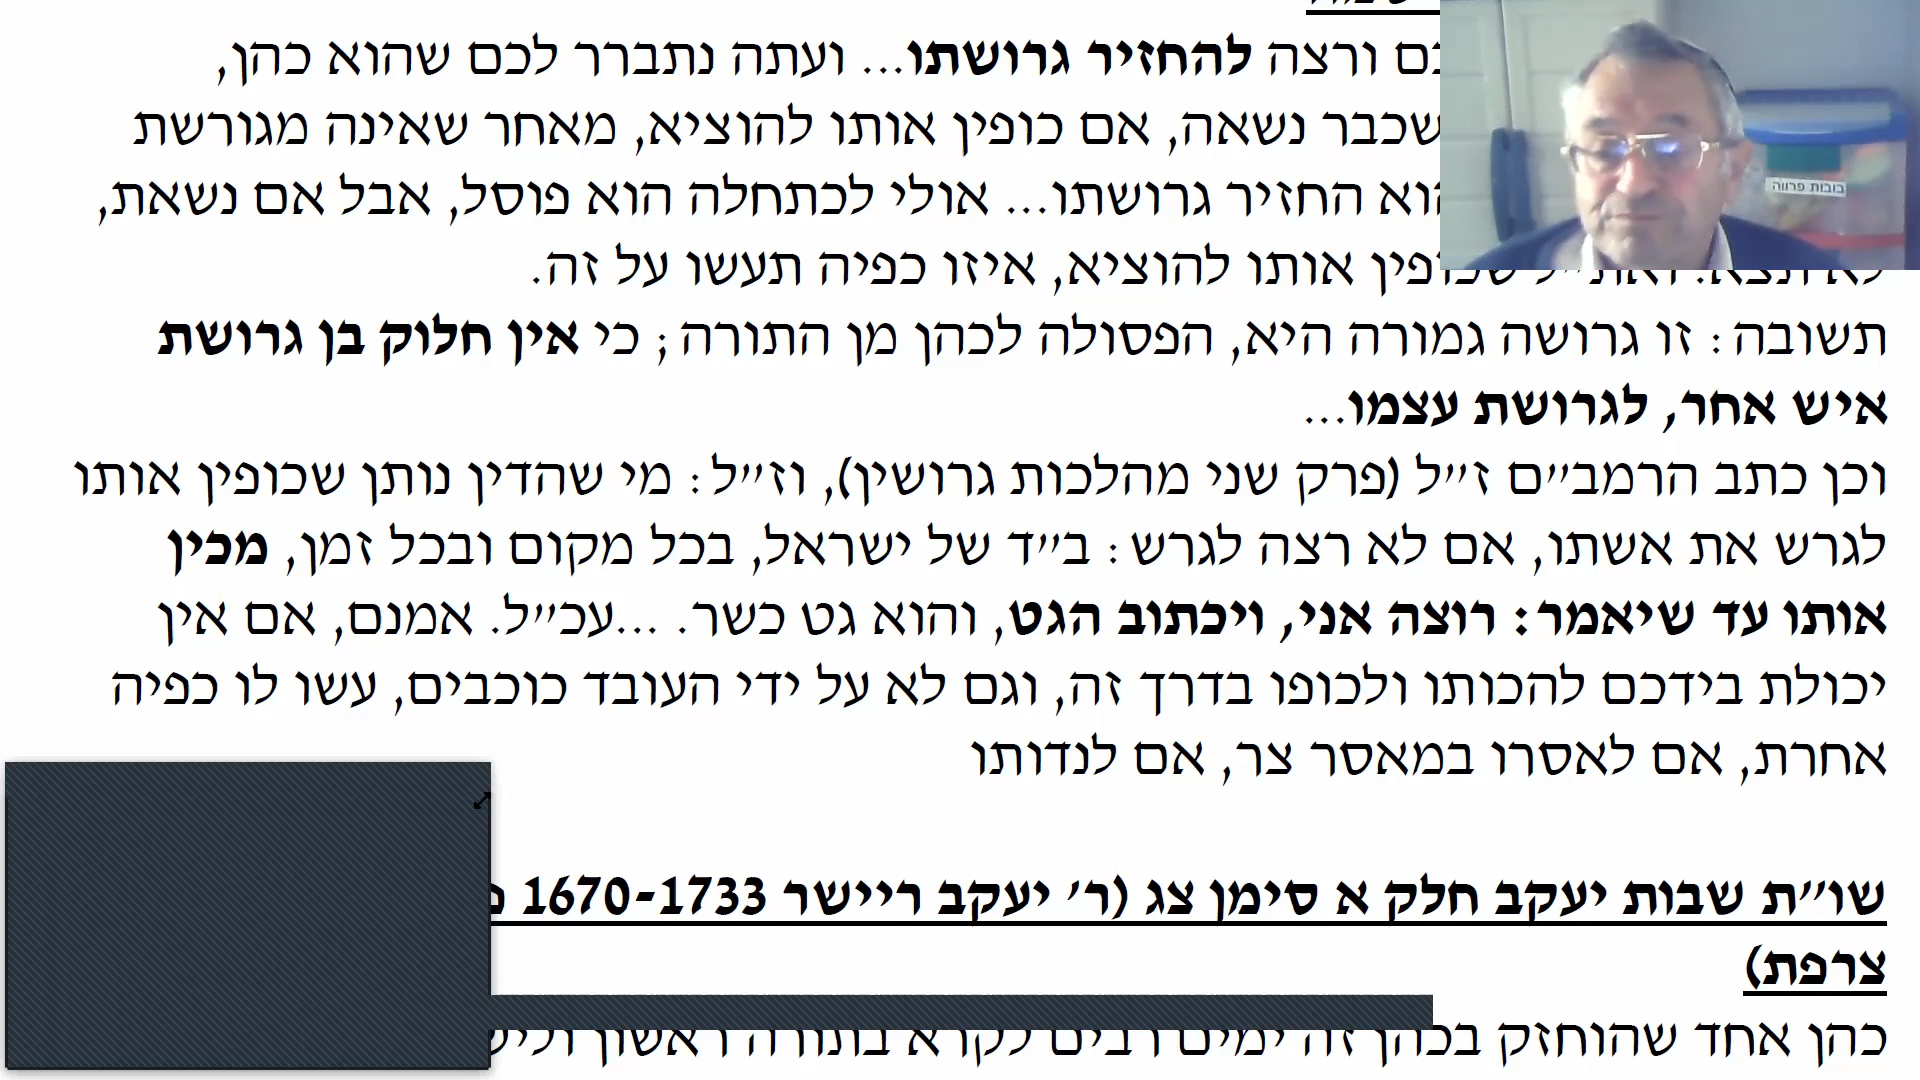 ורצה להחזיר גרושתו... ועתה נתברר לכם שהוא כהן,
שכבר נשאה, אם כופין אותו להוציא, מאחר שאינה מגורשת
החזיר גרושתו... אולי לכתחלה הוא פוסל, אבל אם נשאת,
אותו להוציא, איזו כפיה תעשו על זה.
תשובה: זו גרושה גמורה היא, הפסולה לכהן מן התורה; כי אין חלוק בן גרושת
איש אחר, לגרושת עצמו...
וכן כתב הרמב״ם ז״ל (פרק שני מהלכות גרושין), וז״ל: מי שהדין נותן שכופין אותו
לגרש את אשתו, אם לא רצה לגרש: ב״ד של ישראל, בכל מקום ובכל זמן, מכין
אותו עד שיאמר: רוצה אני, ויכתוב הגט, והוא גט כשר. ...עכ״ל. אמנם, אם אין
יכולת בידכם להכותו ולכופו בדרך זה, וגם לא על ידי העובד כוכבים, עשו לו כפיה
אחרת, אם לאסרו במאסר צר, אם לנדותו
שו״ת שבות יעקב חלק א סימן צג (ר׳ יעקב ריישר 1670-1733
צרפת)
כהן אחד שהוחזק בכהן זה ימים רבים לקרא בתורה ראשון
בובות פרווה